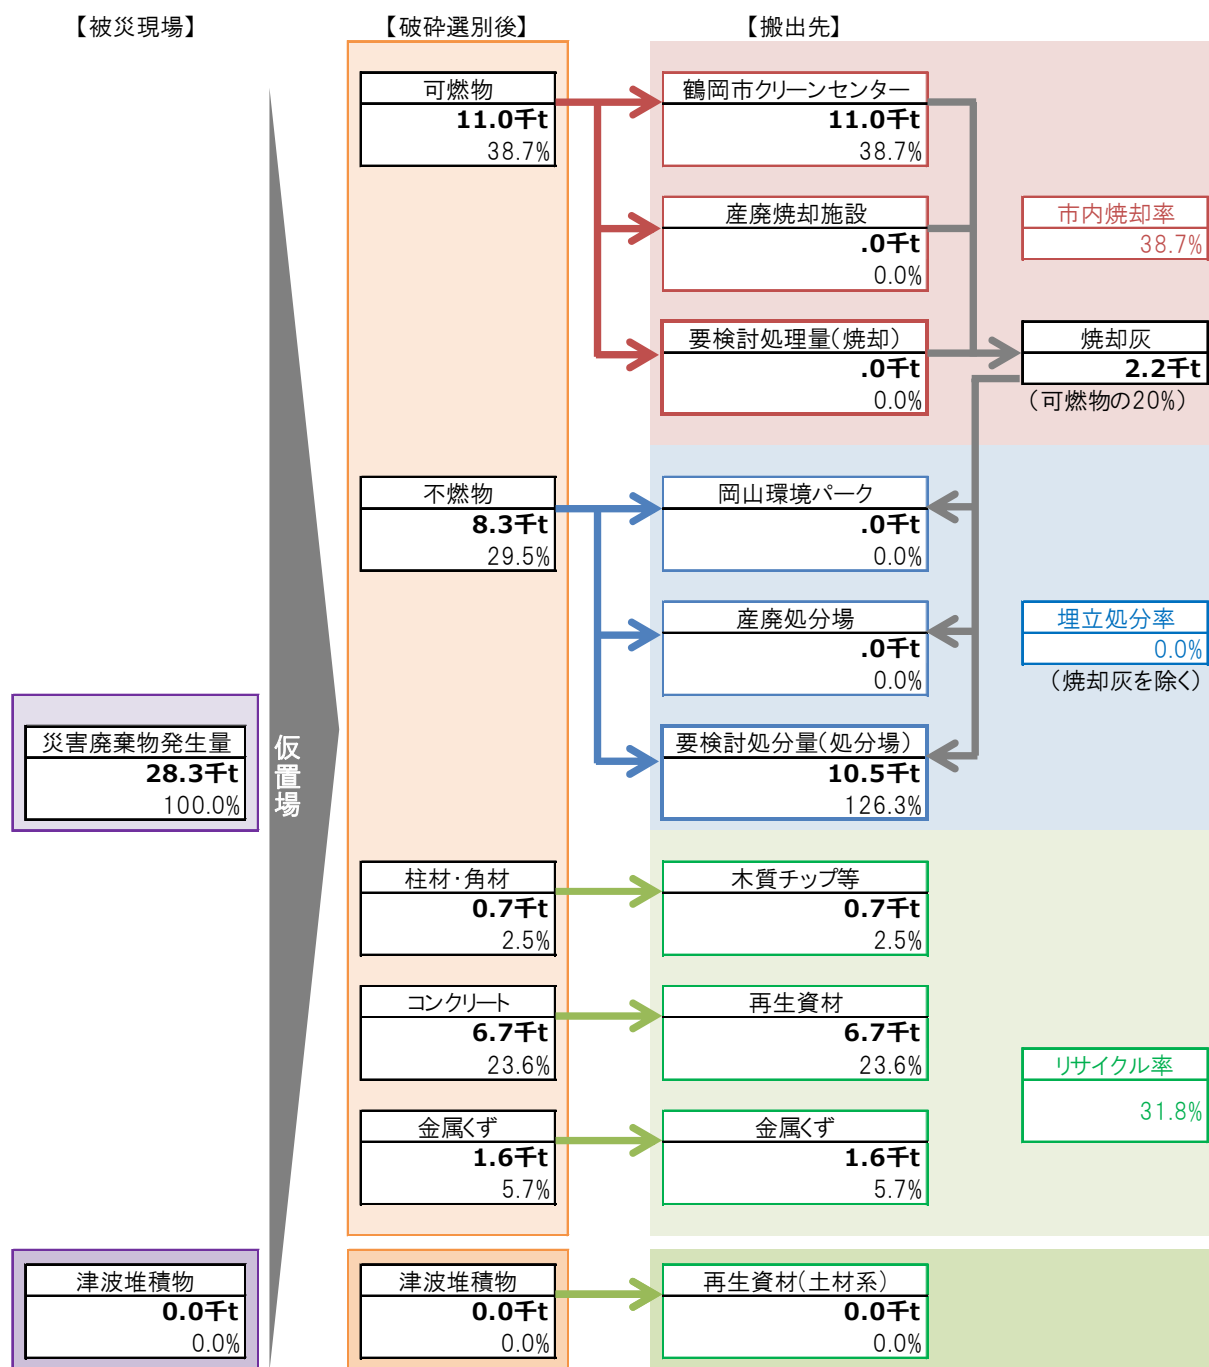 【被災現場】
【破砕選別後】
【搬出先】
可燃物
11.0千t
38.7%
鶴岡市クリーンセンター
11.0千t
38.7%
産廃焼却施設
.0千t
0.0%
市内焼却率
38.7%
要検討処理量(焼却)
.0千t
0.0%
焼却灰
2.2千t
(可燃物の20%)
不燃物
8.3千t
29.5%
岡山環境パーク
.0千t
0.0%
産廃処分場
.0千t
0.0%
埋立処分率
0.0%
(焼却灰を除く)
災害廃棄物発生量
28.3千t
100.0%
仮置場
要検討処分量(処分場)
10.5千t
126.3%
柱材・角材
0.7千t
2.5%
木質チップ等
0.7千t
2.5%
コンクリート
6.7千t
23.6%
再生資材
6.7千t
23.6%
リサイクル率
31.8%
金属くず
1.6千t
5.7%
金属くず
1.6千t
5.7%
津波堆積物
0.0千t
0.0%
津波堆積物
0.0千t
0.0%
再生資材(土材系)
0.0千t
0.0%